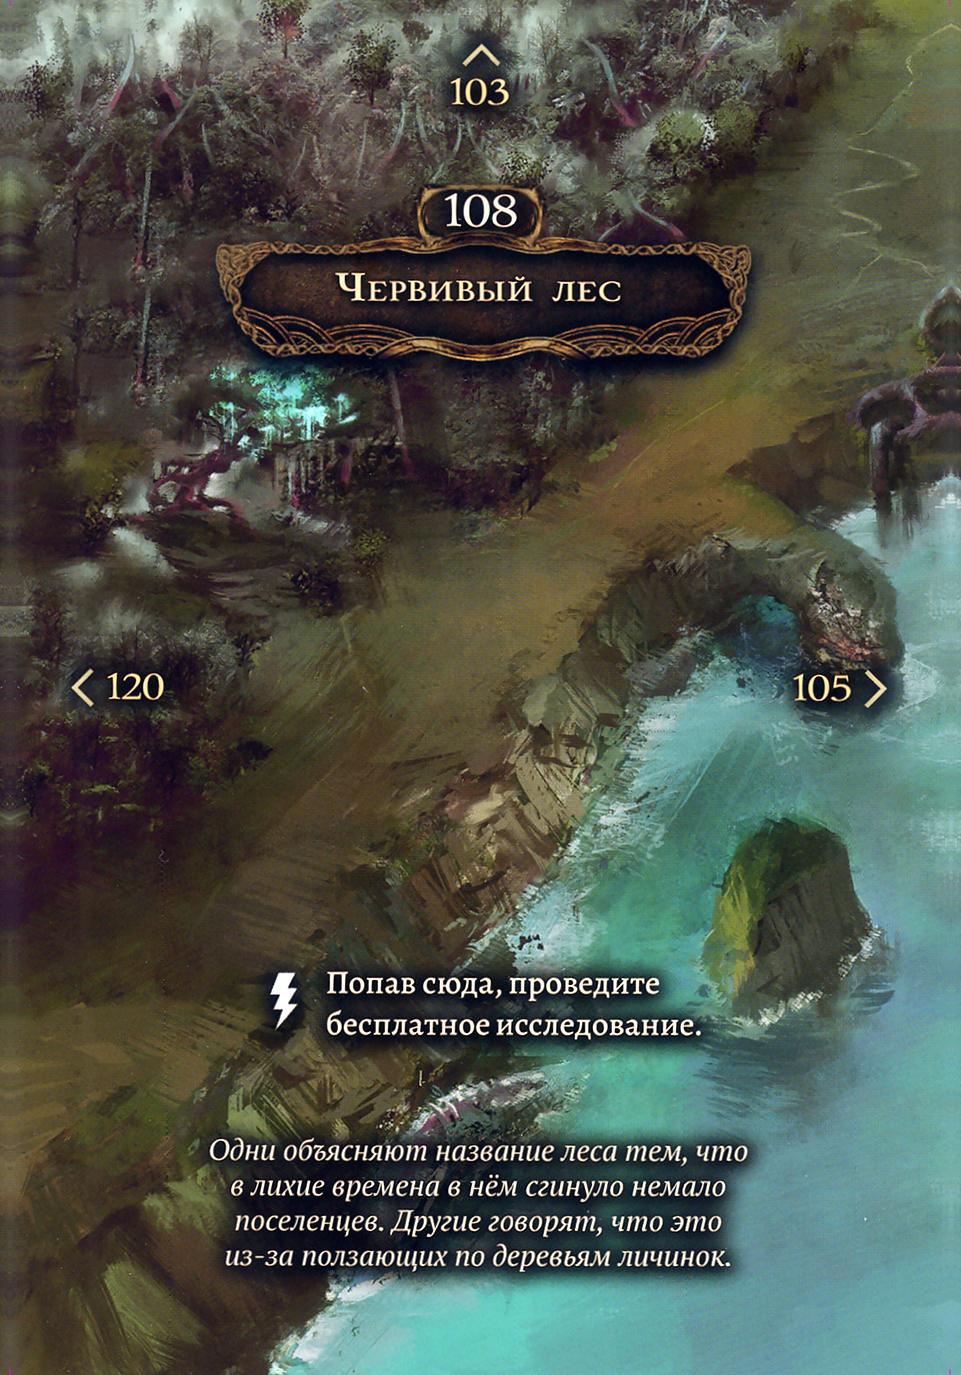 103
108
Червивый лес
120
105
Попав сюда, проведите
бесплатное исследование.
Одни объясняют название леса тем, что
в лихие времена в нём сгинуло немало
поселенцев. Другие говорят, что это
из-за ползающих по деревьям личинок.